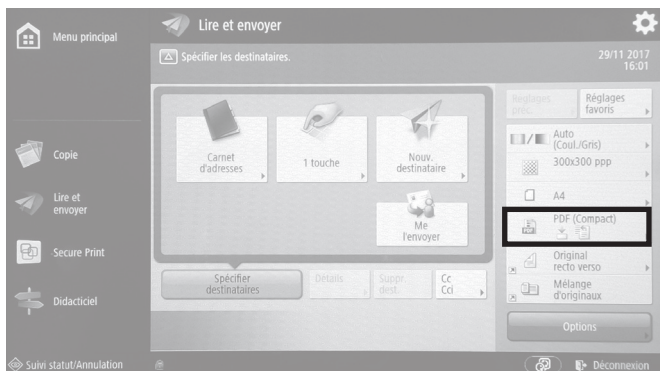 Menu principal
Lire et envoyer
Spécifier les destinataires.
29/11 2017
16:01
Copie
Lire et
envoyer
Secure Print
Didacticiel
Suivi statut/Annulation
Carnet
d'adresses
1 touche
Nouv.
destinataire
Me
l'envoyer
Spécifier
destinataires
Détails
Suppr.
dest.
Cc
Cci
Réglages
préc.
Réglages
favoris
Auto
(Coul./Gris)
300x300 ppp
A4
PDF (Compact)
Original
recto verso
Mélange
d'originaux
Options
Déconnexion